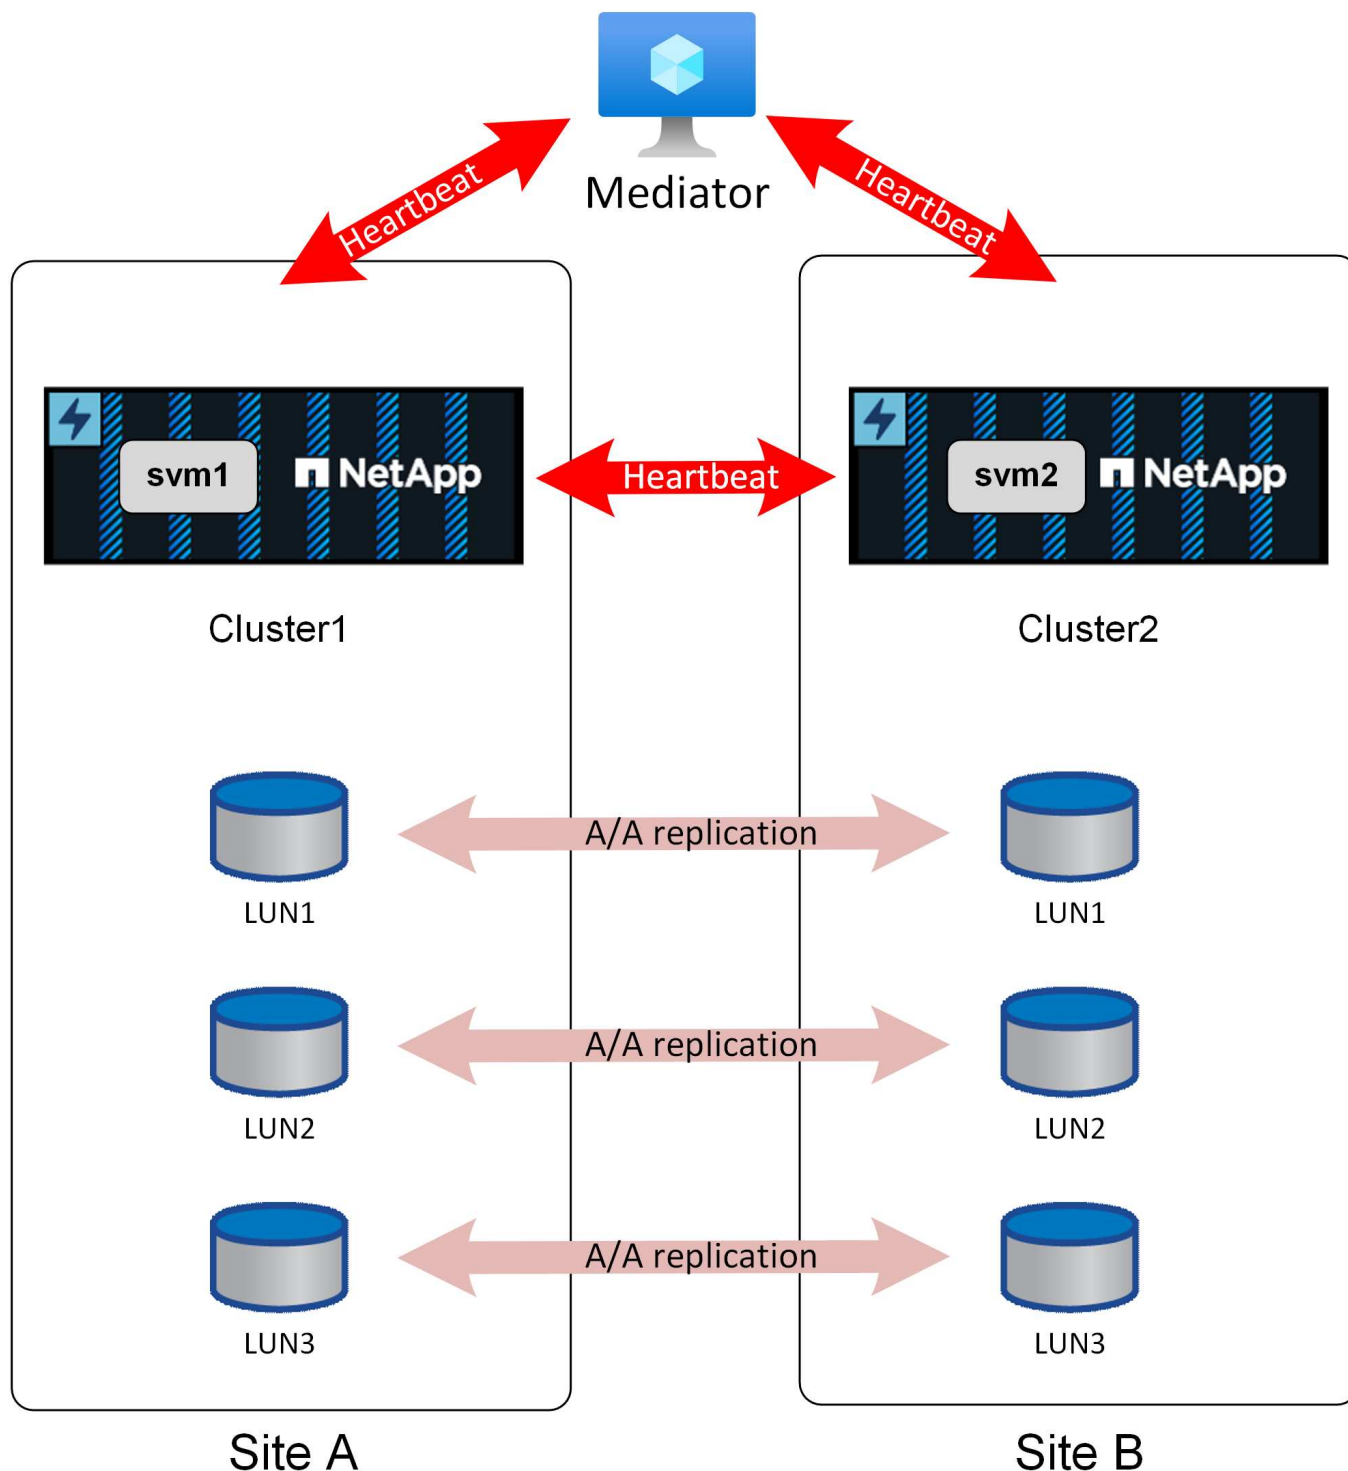 Heartbeat
Heartbeat
Mediator
svm1
NetApp
Heartbeat
svm2
NetApp
Cluster1
Cluster2
A/A replication
LUN1
LUN1
A/A replication
LUN2
LUN2
A/A replication
LUN3
LUN3
Site A
Site B